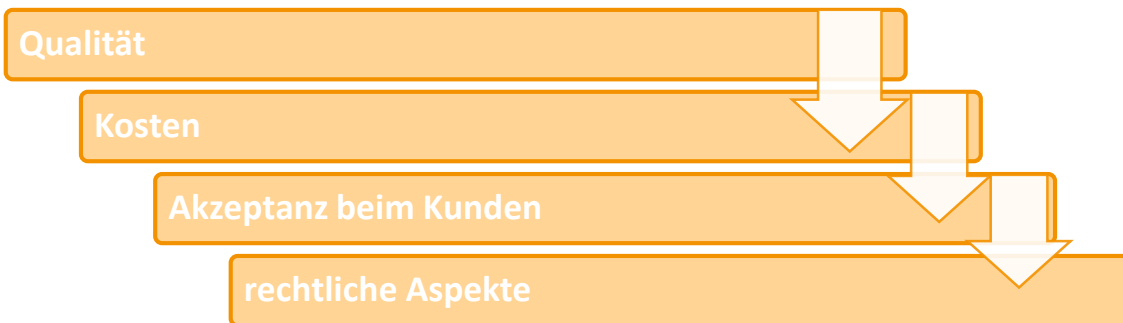 Qualität
Kosten
Akzeptanz beim Kunden
rechtliche Aspekte